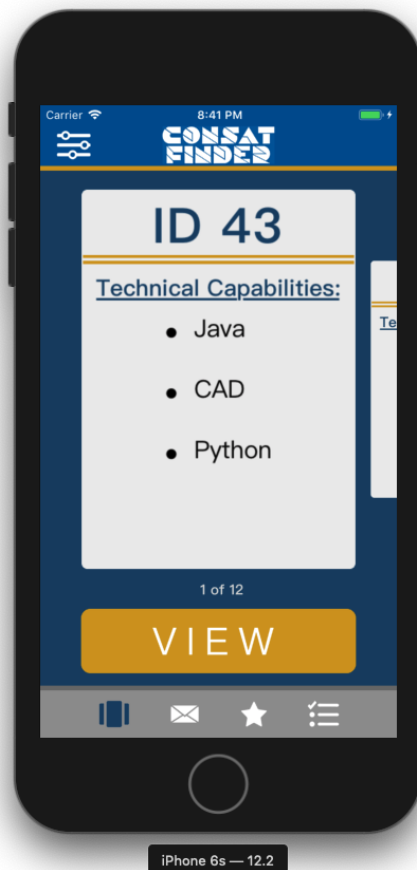 Carrier 8:41 PM
CONSAT
FINDER
ID 43
Technical Capabilities:
Te
• Java
• CAD
• Python
1 of 12
VIEW
iPhone 6s — 12.2